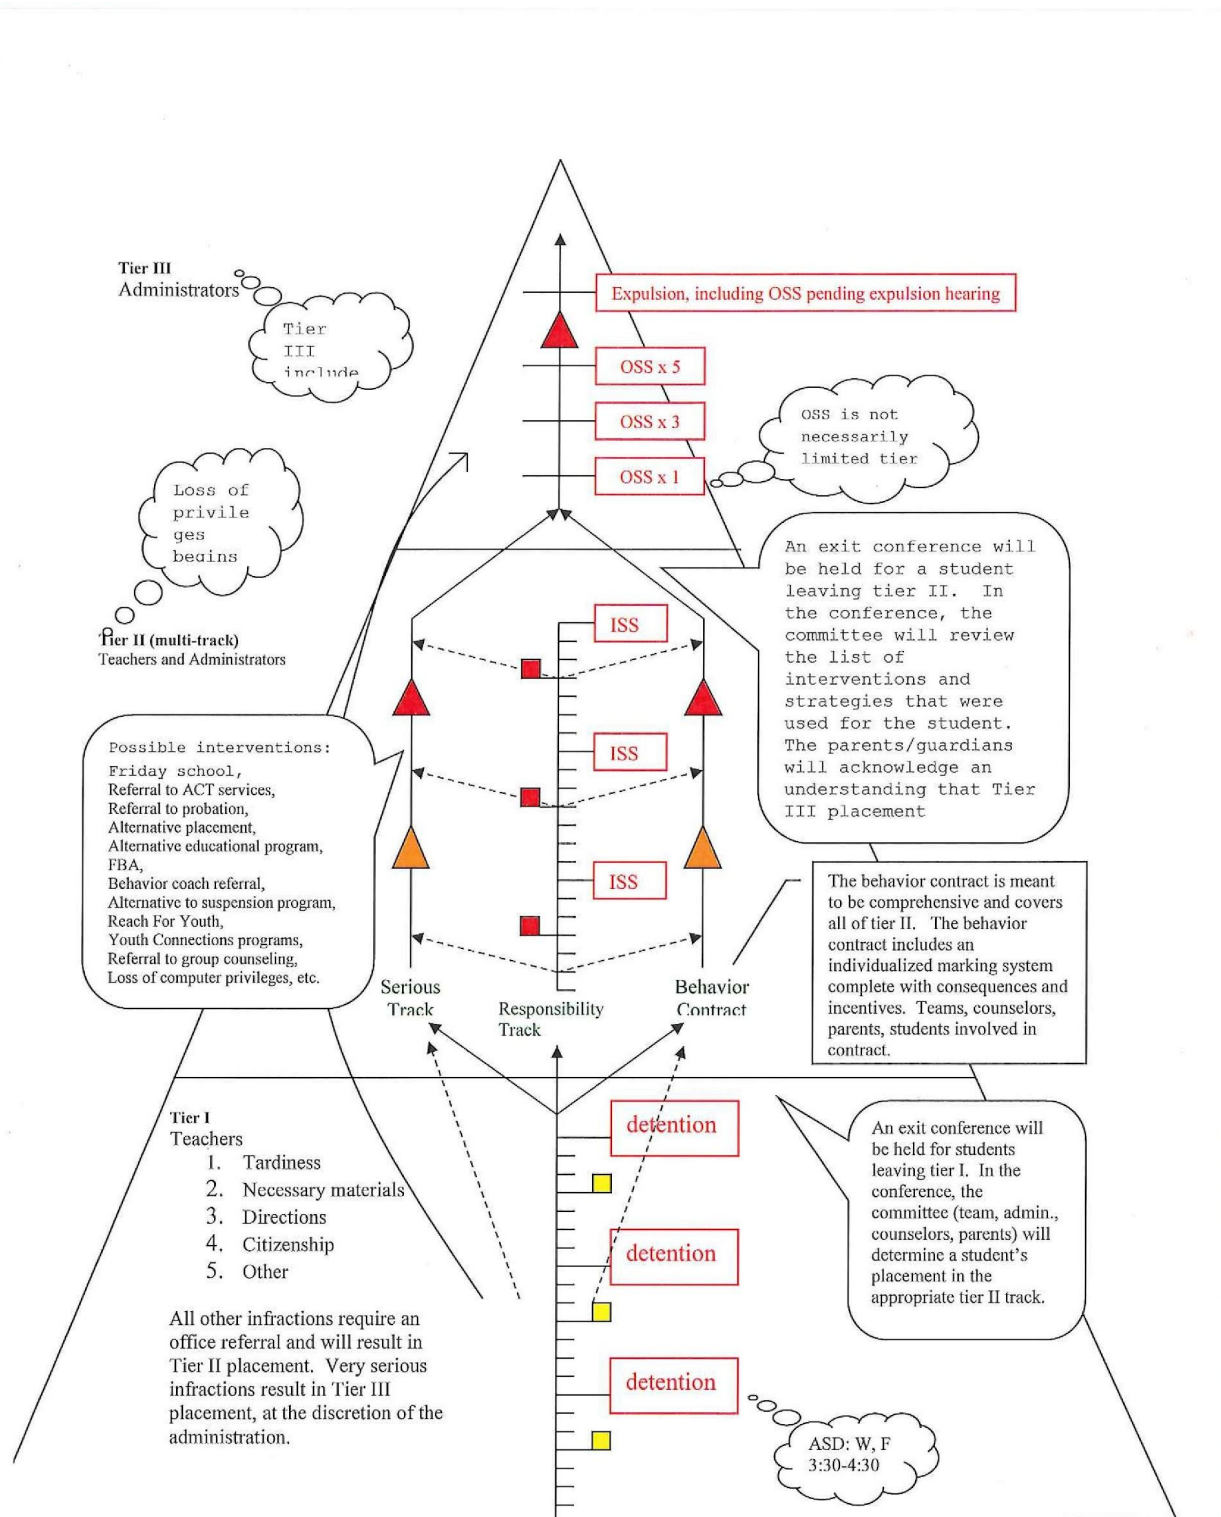 Tier III
Administrators
Tier
III
include
Expulsion, including OSS pending expulsion hearing
OSS x 5
OSS x 3
OSS x 1
OSS is not
necessarily
limited tier
Loss of
privile
ges
begins
Tier II (multi-track)
Teachers and Administrators
An exit conference will
be held for a student
leaving tier II. In
the conference, the
committee will review
the list of
interventions and
strategies that were
used for the student.
The parents/guardians
will acknowledge an
understanding that Tier
III placement
ISS
ISS
ISS
Possible interventions:
Friday school,
Referral to ACT services,
Referral to probation,
Alternative placement,
Alternative educational program,
FBA,
Behavior coach referral,
Alternative to suspension program,
Reach For Youth,
Youth Connections programs,
Referral to group counseling,
Loss of computer privileges, etc.
The behavior contract is meant
to be comprehensive and covers
all of tier II. The behavior
contract includes an
individualized marking system
complete with consequences and
incentives. Teams, counselors,
parents, students involved in
contract.
Serious
Track
Responsibility
Track
Behavior
Contract
Tier I
Teachers
1. Tardiness
2. Necessary materials
3. Directions
4. Citizenship
5. Other
All other infractions require an
office referral and will result in
Tier II placement. Very serious
infractions result in Tier III
placement, at the discretion of the
administration.
detention
detention
detention
An exit conference will
be held for students
leaving tier I. In the
conference, the
committee (team, admin.,
counselors, parents) will
determine a student's
placement in the
appropriate tier II track.
ASD: W, F
3:30-4:30